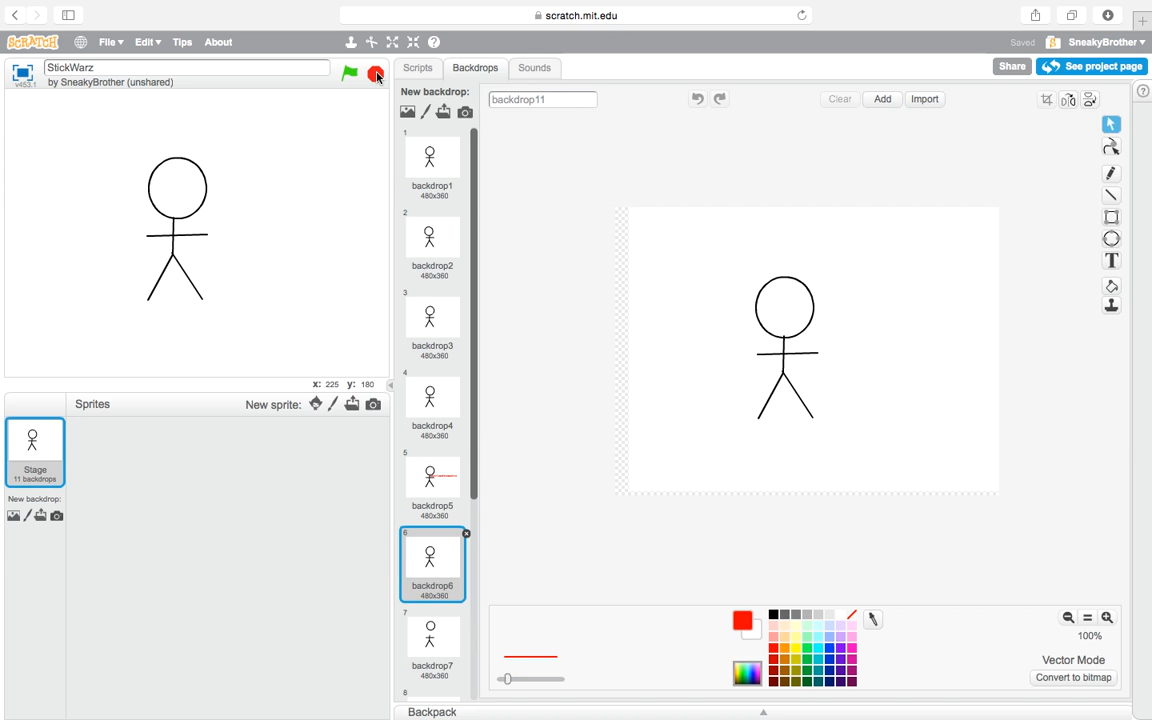 scratch.mit.edu
SCRATCH File▾ Edit▾ Tips About Saved SneakyBrother▾
v453.1 StickWarz
by SneakyBrother (unshared)
Scripts Backdrops Sounds Share See project page
New backdrop: backdrop11 Clear Add Import
1
backdrop1
480x360
2
backdrop2
480x360
3
backdrop3
480x360
4
backdrop4
480x360
5
backdrop5
480x360
6
backdrop6
480x360
7
backdrop7
480x360
8
T
x: 225 y: 180
Sprites New sprite:
Stage
11 backdrops
New backdrop:
100%
Vector Mode
Convert to bitmap
Backpack